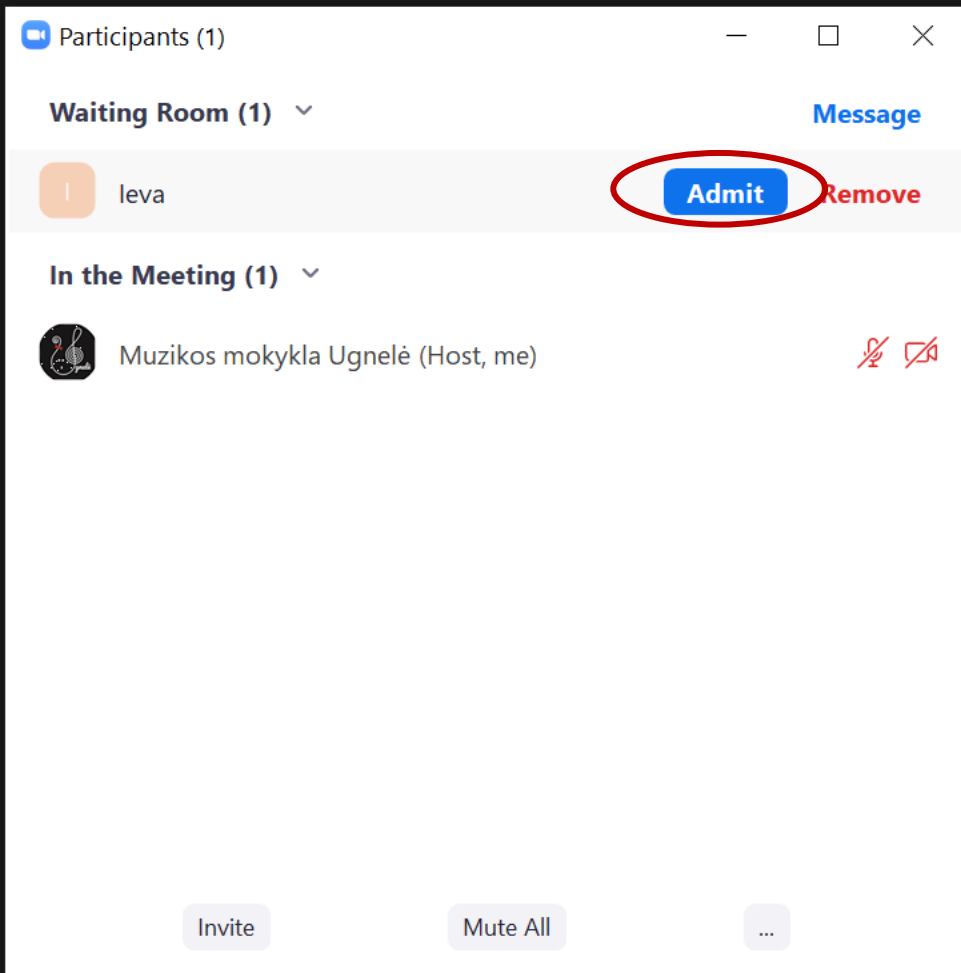 Participants (1)
Waiting Room (1) Message
I Ieva Admit Remove
In the Meeting (1)
Muzikos mokykla Ugnelė (Host, me)
Invite Mute All ...